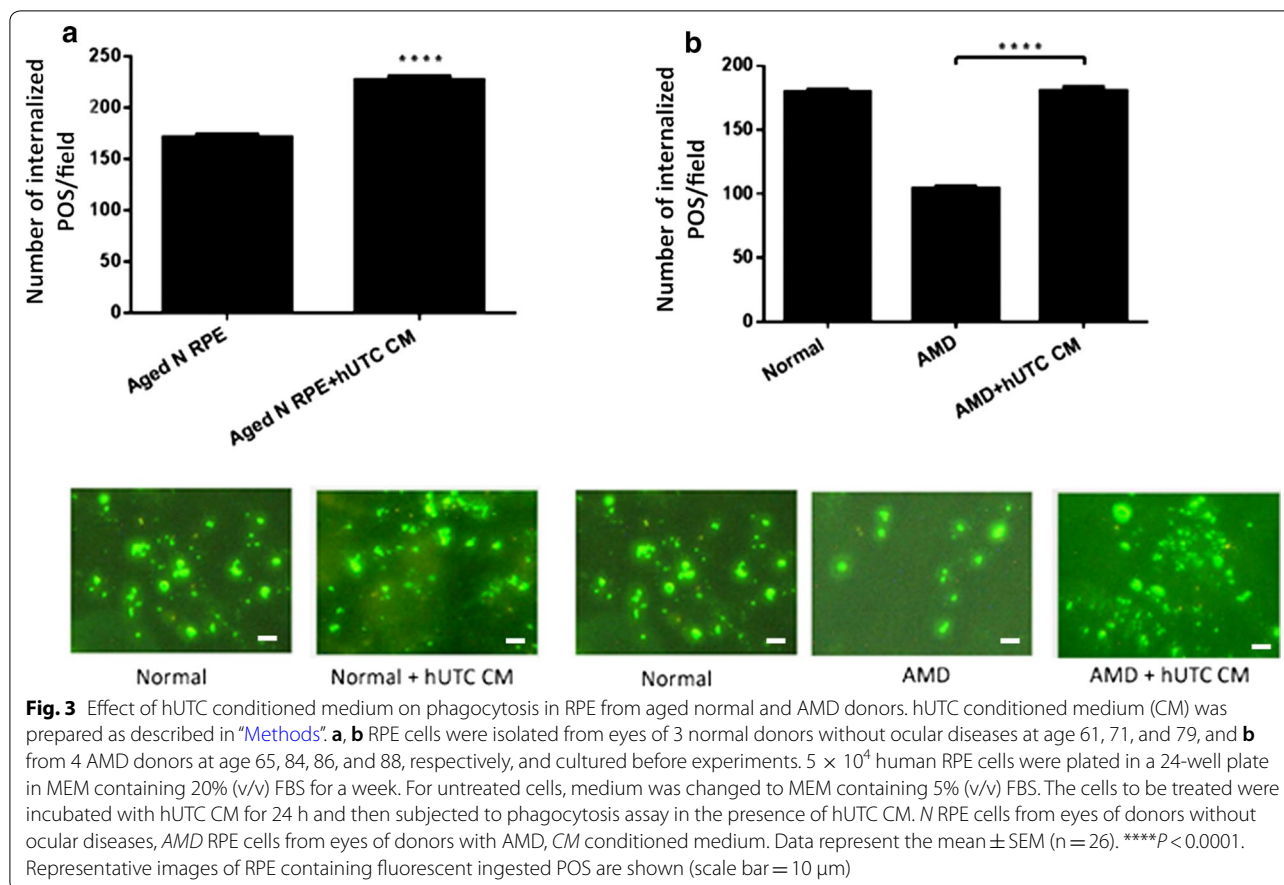 a
b
Number of internalized
POS/field
250
200
150
100
50
0
****
Aged N RPE
Aged N RPE+hUTC CM
Number of internalized
POS/field
200
150
100
50
0
****
Normal
AMD
AMD+hUTC CM
Normal
Normal + hUTC CM
Normal
AMD
AMD + hUTC CM
Fig. 3 Effect of hUTC conditioned medium on phagocytosis in RPE from aged normal and AMD donors. hUTC conditioned medium (CM) was
prepared as described in “Methods”. a, b RPE cells were isolated from eyes of 3 normal donors without ocular diseases at age 61, 71, and 79, and b
from 4 AMD donors at age 65, 84, 86, and 88, respectively, and cultured before experiments. 5 × 10⁴ human RPE cells were plated in a 24-well plate
in MEM containing 20% (v/v) FBS for a week. For untreated cells, medium was changed to MEM containing 5% (v/v) FBS. The cells to be treated were
incubated with hUTC CM for 24 h and then subjected to phagocytosis assay in the presence of hUTC CM. N RPE cells from eyes of donors without
ocular diseases, AMD RPE cells from eyes of donors with AMD, CM conditioned medium. Data represent the mean ± SEM (n = 26). ****P < 0.0001.
Representative images of RPE containing fluorescent ingested POS are shown (scale bar = 10 μm)